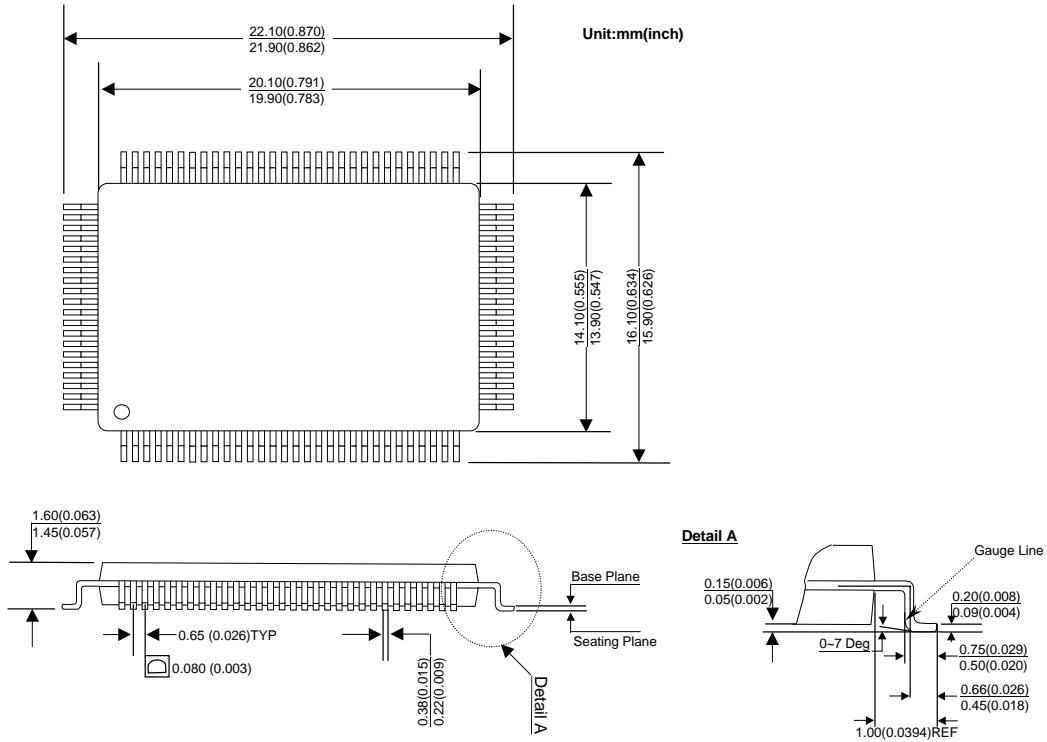 22.10(0.870)
21.90(0.862)
Unit:mm(inch)
20.10(0.791)
19.90(0.783)
14.10(0.555)
13.90(0.547)
16.10(0.634)
15.90(0.626)
1.60(0.063)
1.45(0.057)
0.65 (0.026)TYP
0.080 (0.003)
0.38(0.015)
0.22(0.009)
Detail A
Base Plane
Seating Plane
Detail A
Gauge Line
0.15(0.006)
0.05(0.002)
0~7 Deg
0.20(0.008)
0.09(0.004)
0.75(0.029)
0.50(0.020)
0.66(0.026)
0.45(0.018)
1.00(0.0394)REF